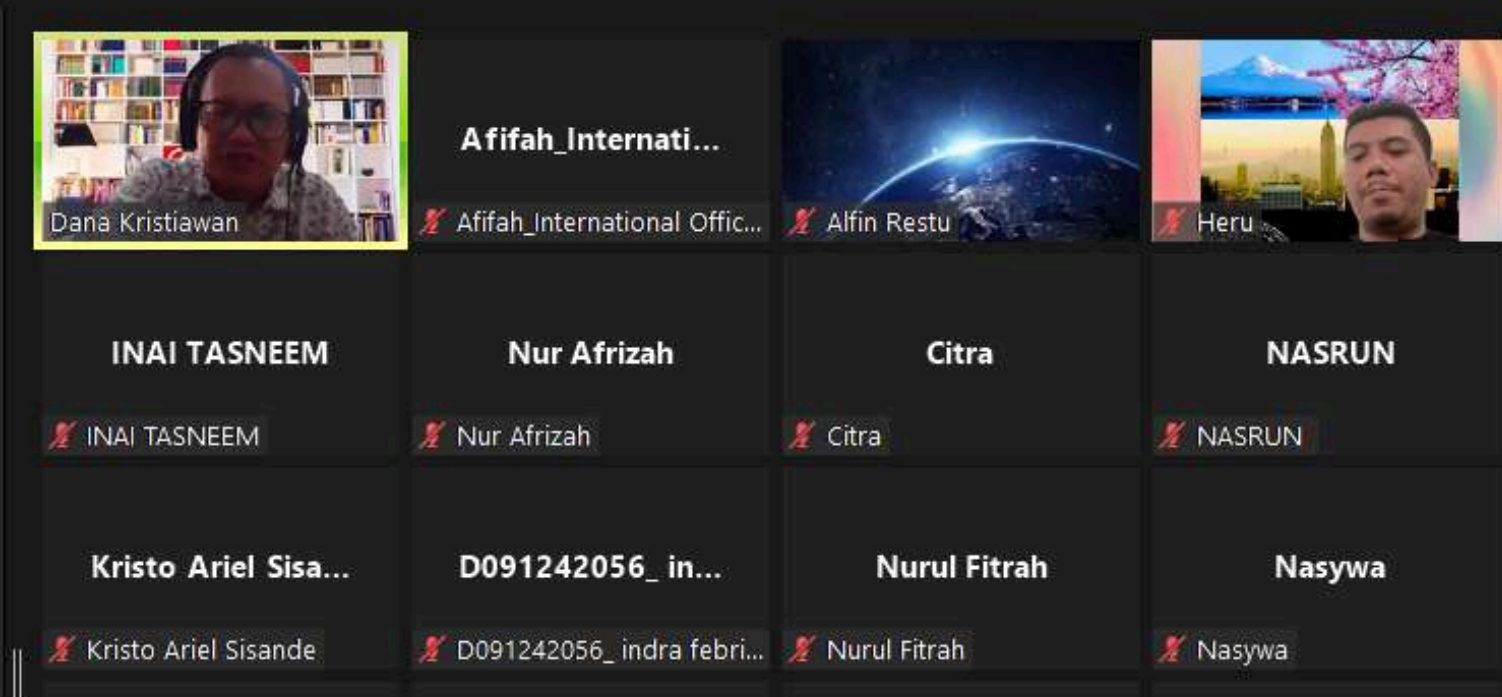 Afifah_Internati...
Dana Kristiawan
Afifah_International Offic...
Alfin Restu
Heru
INAI TASNEEM
Nur Afrizah
Citra
NASRUN
INAI TASNEEM
Nur Afrizah
Citra
NASRUN
Kristo Ariel Sisa...
D091242056_ in...
Nurul Fitrah
Nasywa
Kristo Ariel Sisande
D091242056_ indra febri...
Nurul Fitrah
Nasywa